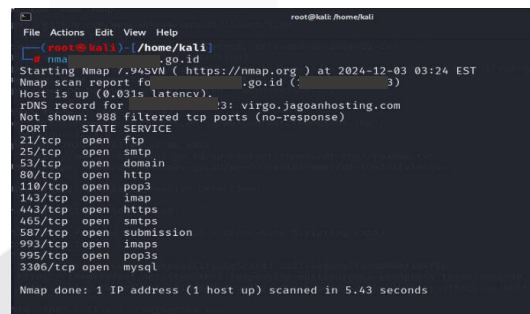 root@kali: /home/kali
File Actions Edit View Help
(root㉿kali)-[/home/kali]
# nma .go.id
Starting Nmap 7.94SVN ( https://nmap.org ) at 2024-12-03 03:24 EST
Nmap scan report fo .go.id ( 3)
Host is up (0.031s latency).
rDNS record for 3: virgo.jagoanhosting.com
Not shown: 988 filtered tcp ports (no-response)
PORT STATE SERVICE
21/tcp open ftp
25/tcp open smtp
53/tcp open domain
80/tcp open http
110/tcp open pop3
143/tcp open imap
443/tcp open https
465/tcp open smtps
587/tcp open submission
993/tcp open imaps
995/tcp open pop3s
3306/tcp open mysql
Nmap done: 1 IP address (1 host up) scanned in 5.43 seconds